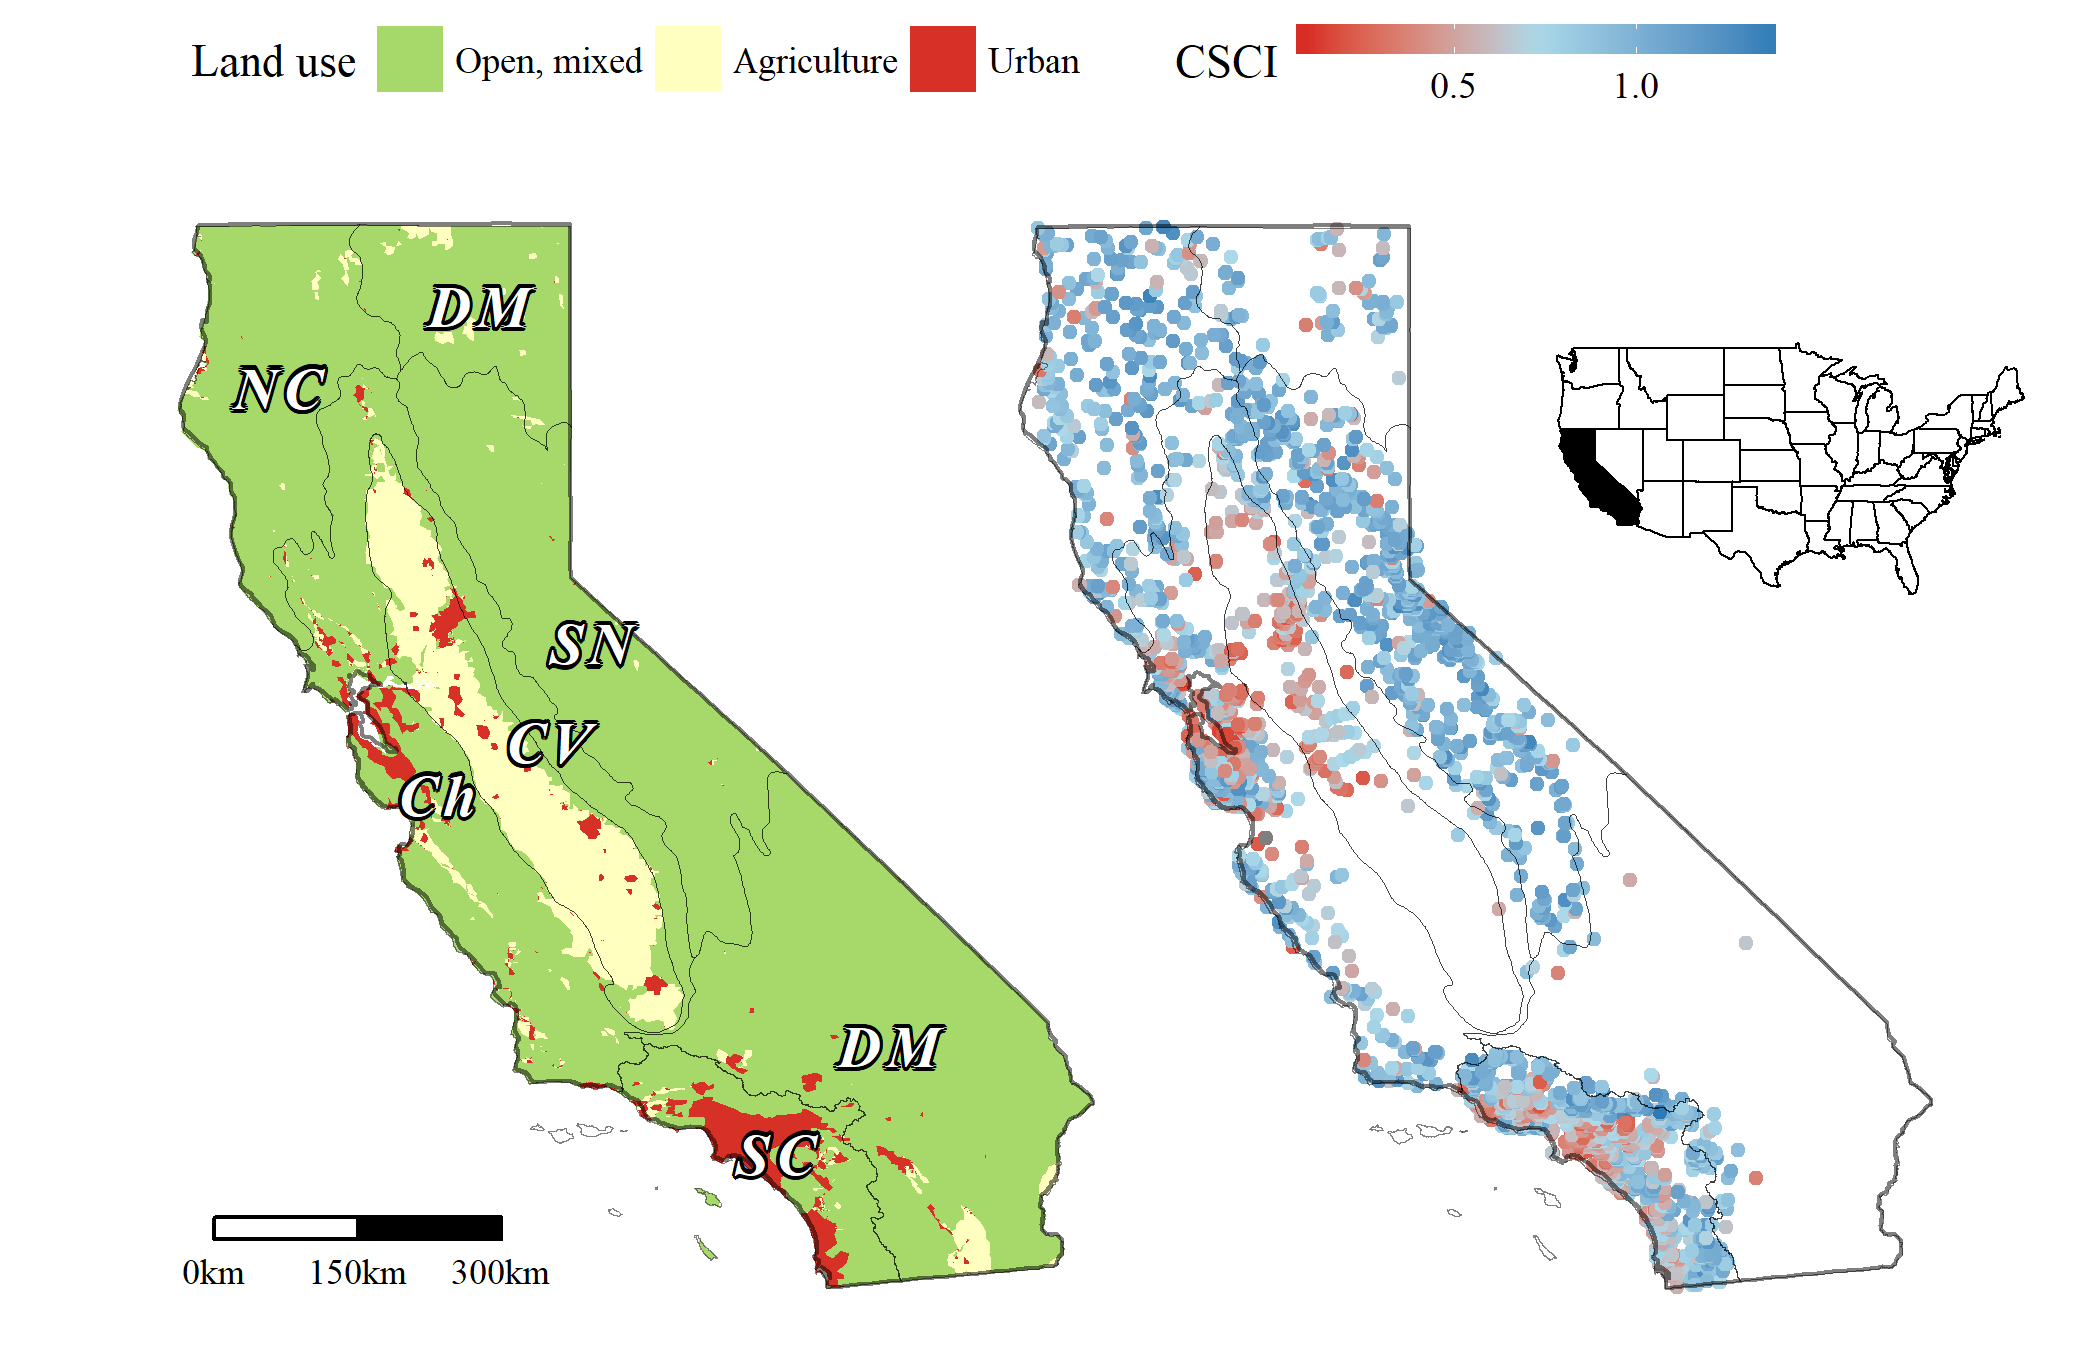 Land use Open, mixed Agriculture Urban CSCI
0.5 1.0
DM
NC
SN
CV
Ch
DM
SC
0km 150km 300km